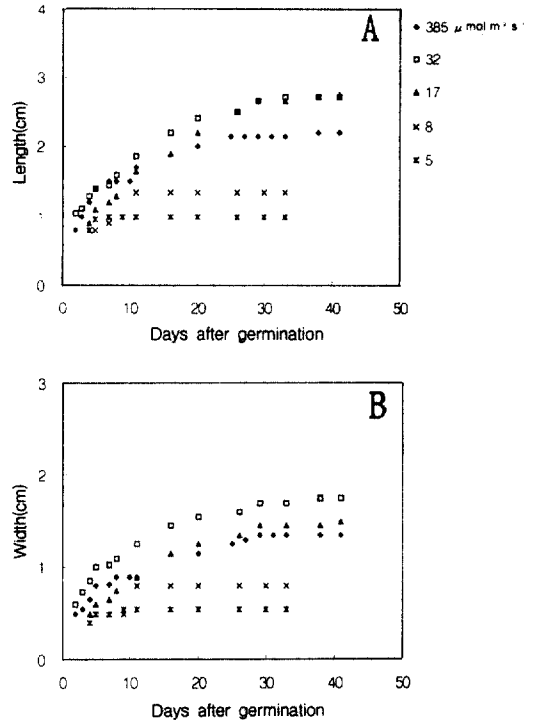 A
385 μ mol m⁻² s⁻¹
32
17
8
5
4
3
2
1
0
Length(cm)
0 10 20 30 40 50
Days after germination
B
3
2
1
0
Width(cm)
0 10 20 30 40 50
Days after germination